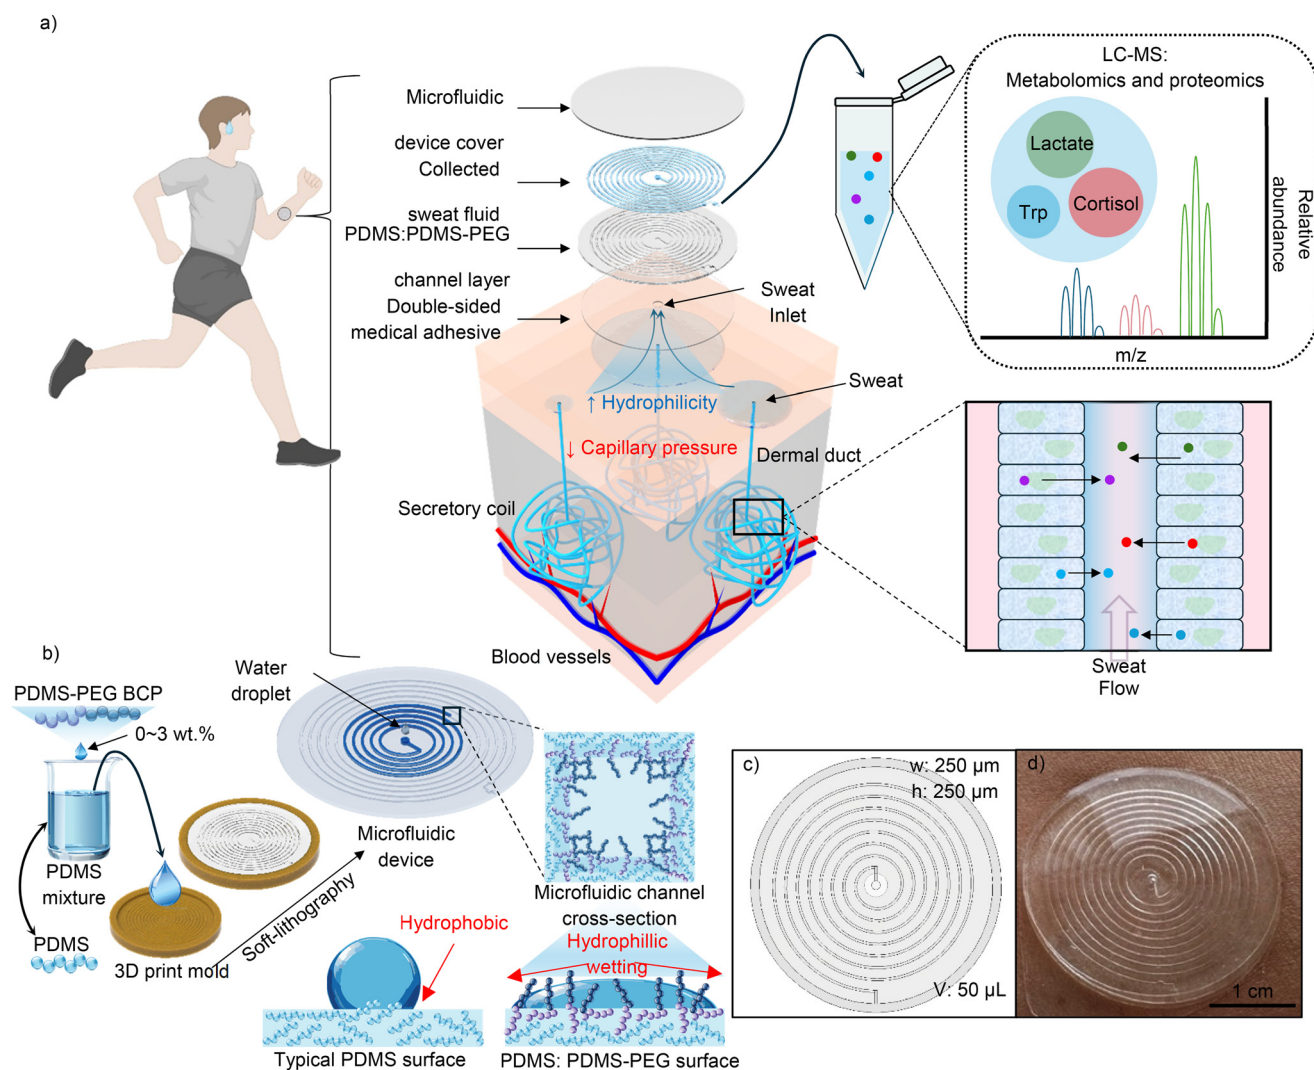 a)
Microfluidic
device cover
Collected
sweat fluid
PDMS:PDMS-PEG
channel layer
Double-sided
medical adhesive
Sweat
Inlet
Sweat
↑ Hydrophilicity
↓ Capillary pressure
Dermal duct
Secretory coil
Blood vessels
LC-MS:
Metabolomics and proteomics
Lactate
Trp
Cortisol
Relative
abundance
m/z
Sweat
Flow
b)
PDMS-PEG BCP
0~3 wt.%
PDMS
mixture
PDMS
3D print mold
Soft-lithography
Water
droplet
Microfluidic
device
Microfluidic channel
cross-section
Hydrophobic
Typical PDMS surface
Hydrophillic
wetting
PDMS: PDMS-PEG surface
c)
w: 250 µm
h: 250 µm
V: 50 µL
d)
1 cm